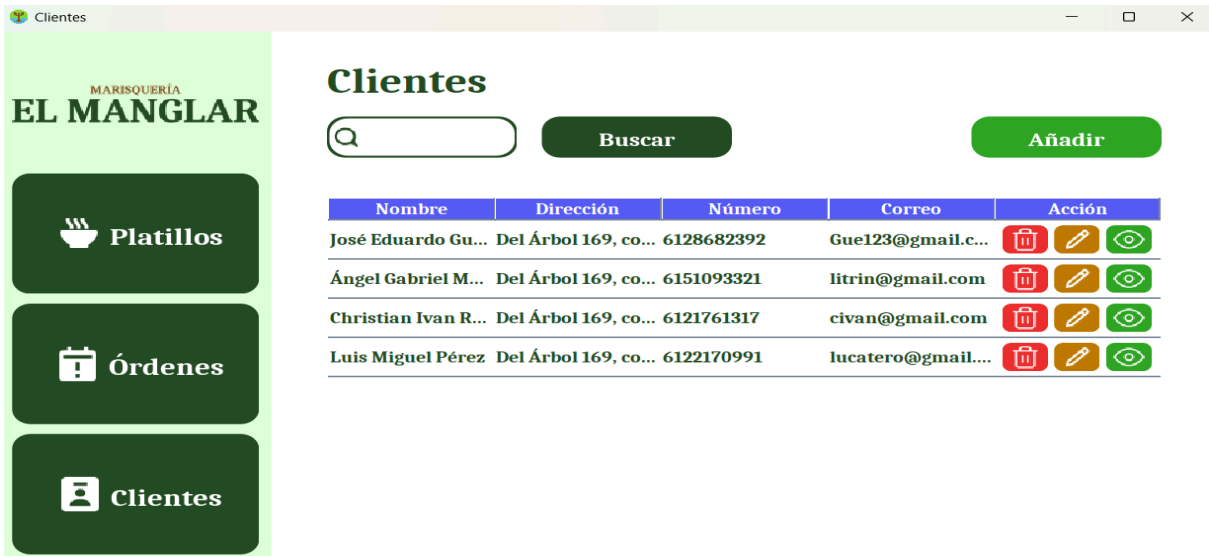 Clientes
MARISQUERÍA
EL MANGLAR
Platillos
Órdenes
Clientes
Clientes
Buscar
Añadir
Nombre Dirección Número Correo Acción
José Eduardo Gu... Del Árbol 169, co... 6128682392 Gue123@gmail.c...
Ángel Gabriel M... Del Árbol 169, co... 6151093321 litrin@gmail.com
Christian Ivan R... Del Árbol 169, co... 6121761317 civan@gmail.com
Luis Miguel Pérez Del Árbol 169, co... 6122170991 lucatero@gmail....